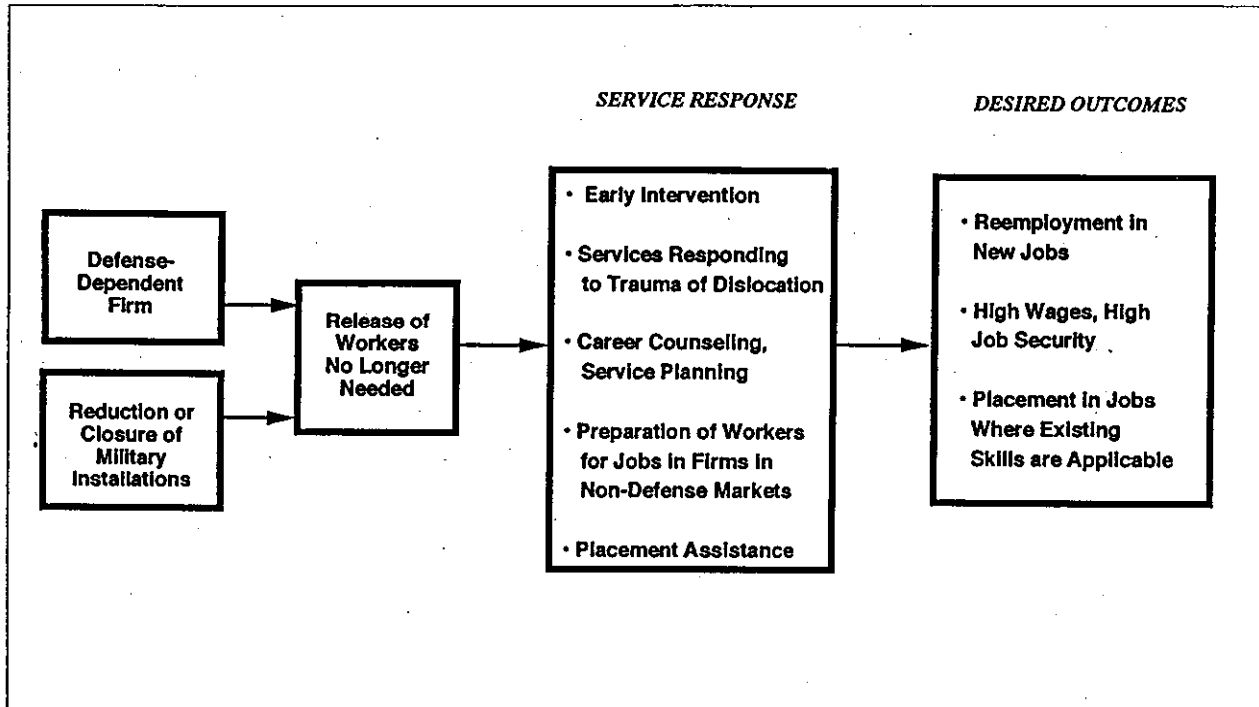 SERVICE RESPONSE
DESIRED OUTCOMES
Defense-
Dependent
Firm
Reduction or
Closure of
Military
Installations
Release of
Workers
No Longer
Needed
• Early Intervention
• Services Responding
to Trauma of Dislocation
• Career Counseling,
Service Planning
• Preparation of Workers
for Jobs in Firms in
Non-Defense Markets
• Placement Assistance
• Reemployment in
New Jobs
• High Wages, High
Job Security
• Placement in Jobs
Where Existing
Skills are Applicable